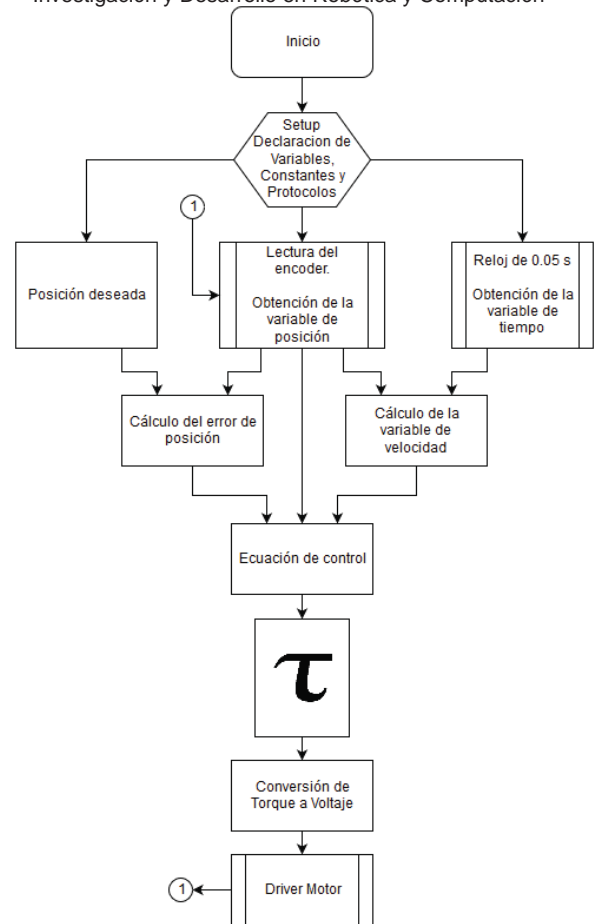 Investigación y Desarrollo en Robótica y Computación
Inicio
Setup
Declaracion de
Variables,
Constantes y
Protocolos
1
Posición deseada
Lectura del
encoder.
Obtención de la
variable de
posición
Reloj de 0.05 s
Obtención de la
variable de
tiempo
Cálculo del error de
posición
Cálculo de la
variable de
velocidad
Ecuación de control
τ
Conversión de
Torque a Voltaje
1
Driver Motor